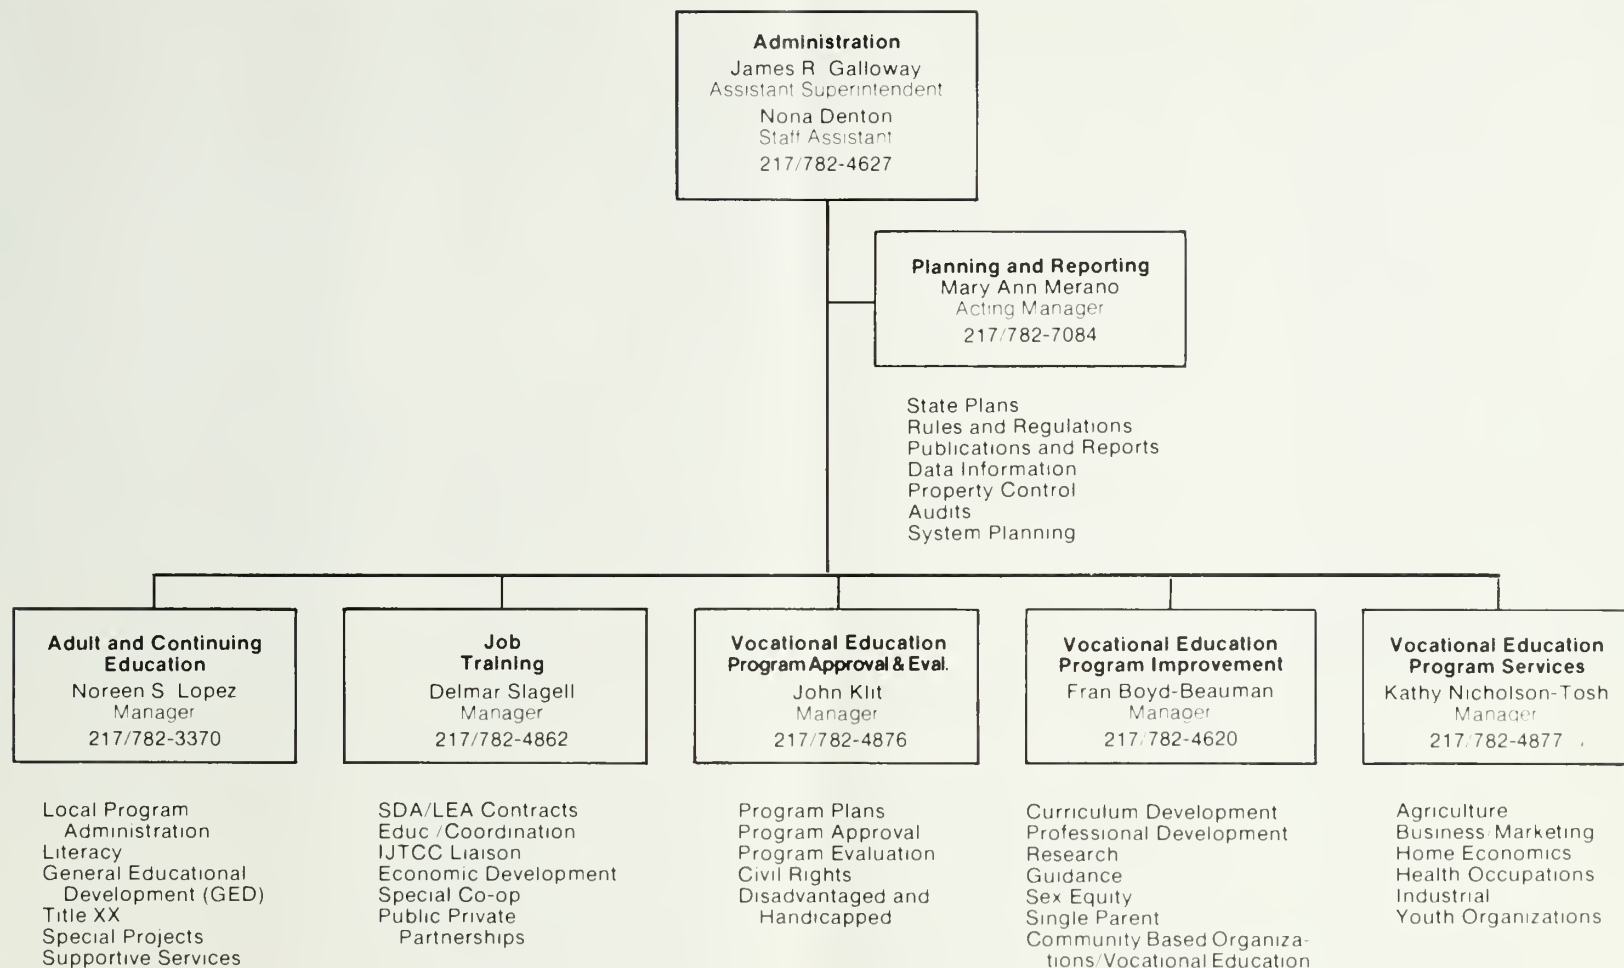 Administration
James R Galloway
Assistant Superintendent
Nona Denton
Staff Assistant
217/782-4627
Planning and Reporting
Mary Ann Merano
Acting Manager
217/782-7084
State Plans
Rules and Regulations
Publications and Reports
Data Information
Property Control
Audits
System Planning
Adult and Continuing
Education
Noreen S Lopez
Manager
217/782-3370
Local Program
Administration
Literacy
General Educational
Development (GED)
Title XX
Special Projects
Supportive Services
Job
Training
Delmar Slagell
Manager
217/782-4862
SDA/LEA Contracts
Educ /Coordination
IJTCC Liaison
Economic Development
Special Co-op
Public Private
Partnerships
Vocational Education
Program Approval & Eval.
John Klit
Manager
217/782-4876
Program Plans
Program Approval
Program Evaluation
Civil Rights
Disadvantaged and
Handicapped
Vocational Education
Program Improvement
Fran Boyd-Beauman
Manager
217/782-4620
Curriculum Development
Professional Development
Research
Guidance
Sex Equity
Single Parent
Community Based Organiza-
tions/Vocational Education
Vocational Education
Program Services
Kathy Nicholson-Tosh
Manager
217/782-4877
Agriculture
Business/Marketing
Home Economics
Health Occupations
Industrial
Youth Organizations